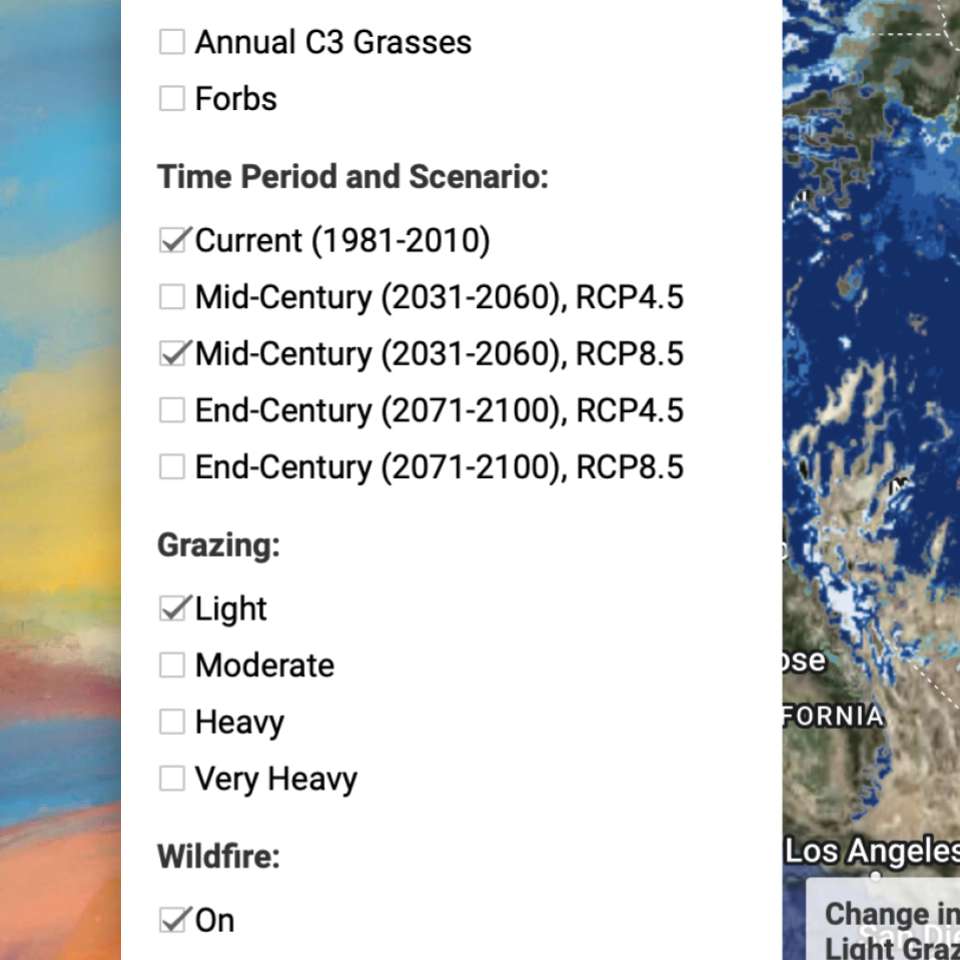 Annual C3 Grasses
Forbs
Time Period and Scenario:
Current (1981-2010)
Mid-Century (2031-2060), RCP4.5
Mid-Century (2031-2060), RCP8.5
End-Century (2071-2100), RCP4.5
End-Century (2071-2100), RCP8.5
Grazing:
Light
Moderate
Heavy
Very Heavy
Wildfire:
On
ose
FORNIA
Los Angeles
Change in
Light Graz
San Die